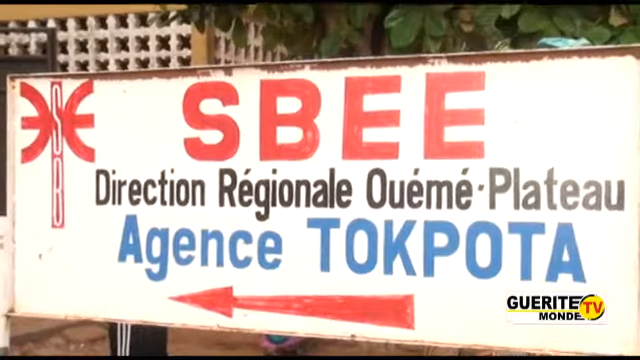 SBEE
Direction Régionale Ouémé-Plateau
Agence TOKPOTA
GUERITE TV
MONDE